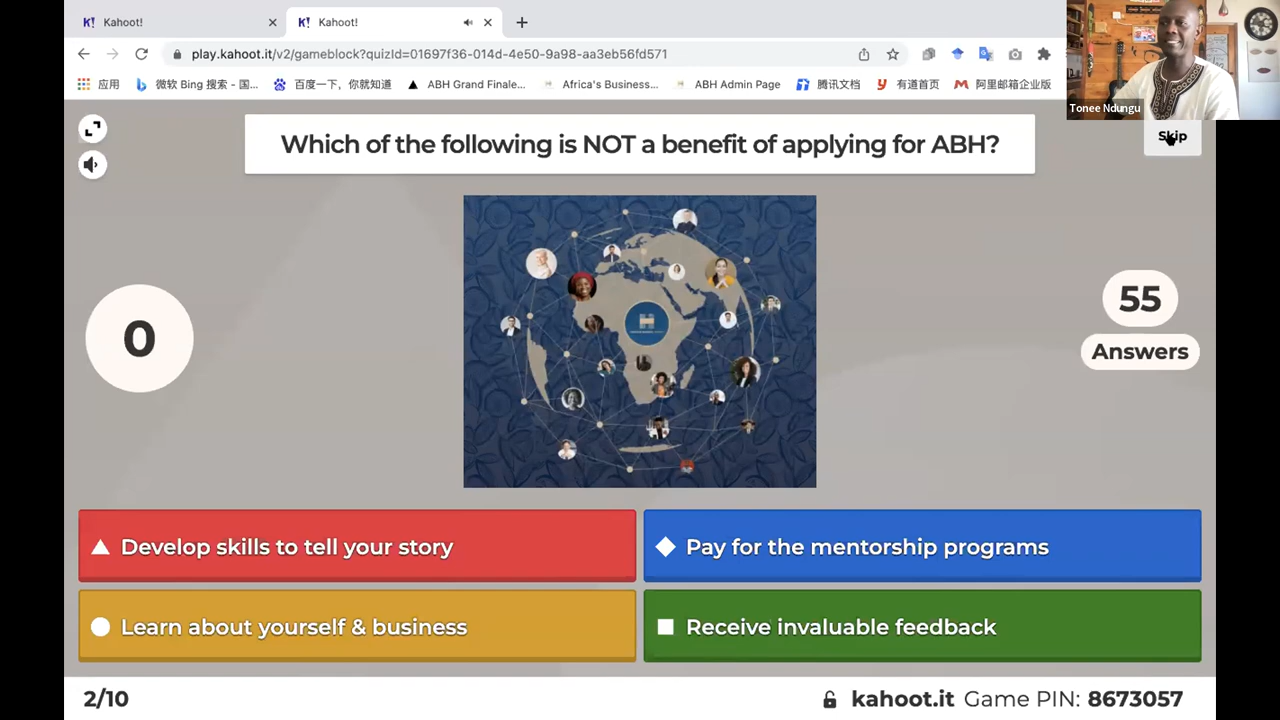 Kahoot!
Kahoot!
play.kahoot.it/v2/gameblock?quizId=01697f36-014d-4e50-9a98-aa3eb56fd571
应用
微软 Bing 搜索 - 国...
百度一下，你就知道
ABH Grand Finale...
Africa's Business...
ABH Admin Page
腾讯文档
有道首页
阿里邮箱企业版
Tonee Ndungu
Which of the following is NOT a benefit of applying for ABH?
Skip
0
55
Answers
Develop skills to tell your story
Pay for the mentorship programs
Learn about yourself & business
Receive invaluable feedback
2/10
kahoot.it Game PIN: 8673057